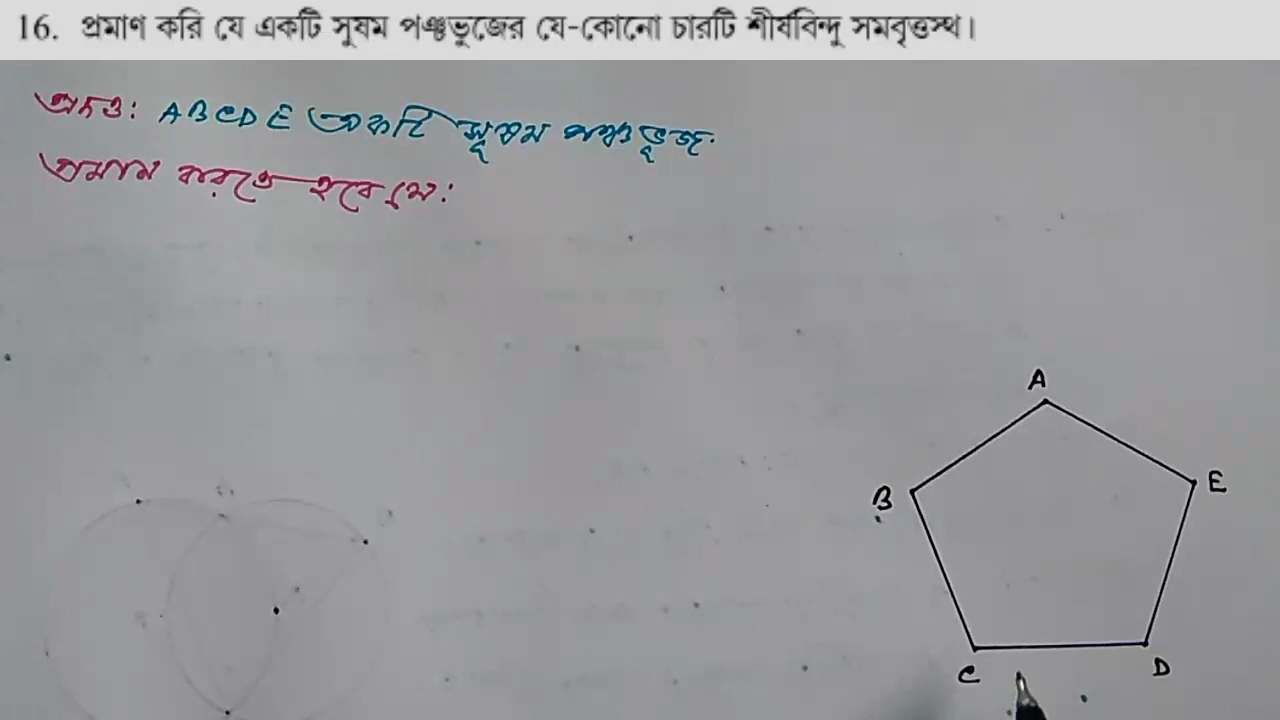 16. প্রমাণ করি যে একটি সুষম পঞ্চভুজের যে-কোনো চারটি শীর্ষবিন্দু সমবৃত্তস্থ।
প্রদত্ত: ABCDE একটি সুষম পঞ্চভূজ.
প্রমাণ করতে হবে যে:
A
B
E
C
D